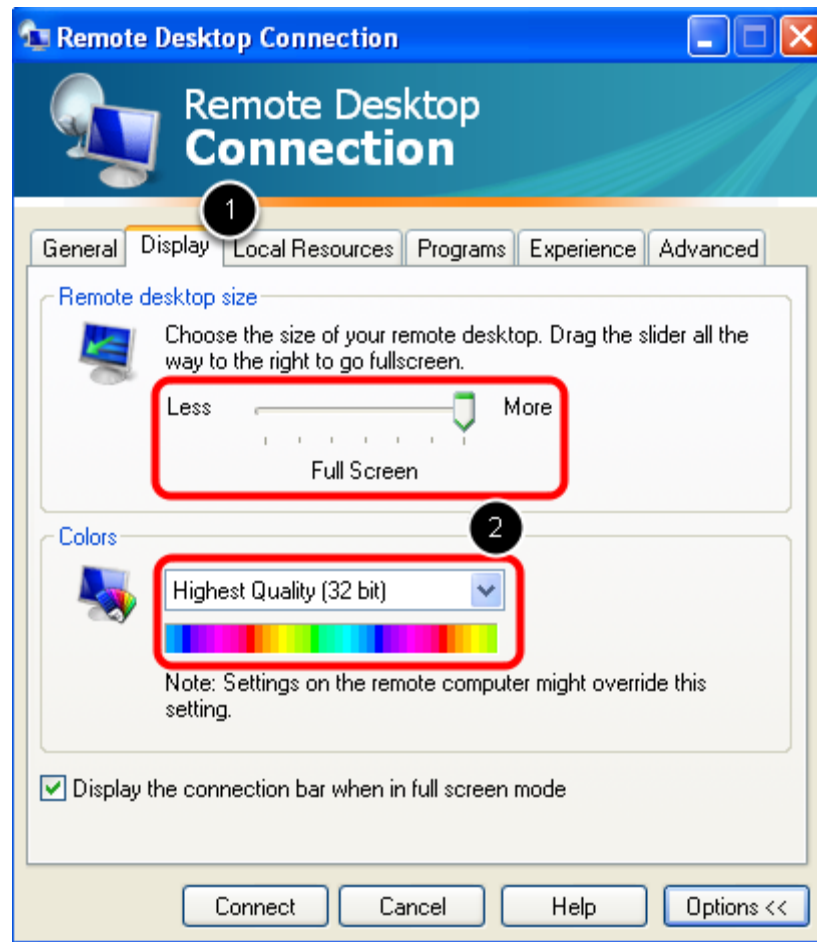 Remote Desktop Connection
Remote Desktop
Connection
1
General Display Local Resources Programs Experience Advanced
Remote desktop size
Choose the size of your remote desktop. Drag the slider all the
way to the right to go fullscreen.
Less More
Full Screen
2
Colors
Highest Quality (32 bit)
Note: Settings on the remote computer might override this
setting.
Display the connection bar when in full screen mode
Connect Cancel Help Options <<